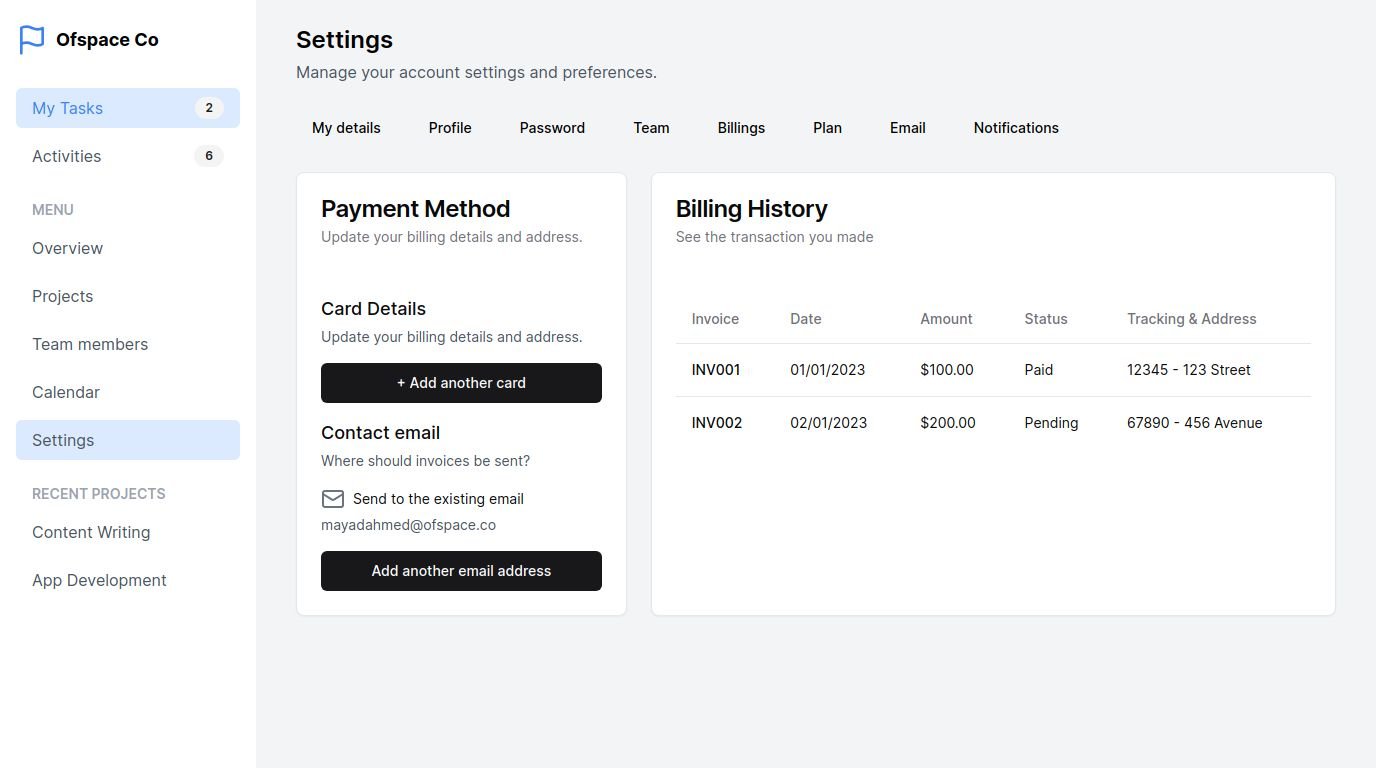 Ofspace Co
My Tasks 2
Activities 6
MENU
Overview
Projects
Team members
Calendar
Settings
RECENT PROJECTS
Content Writing
App Development
Settings
Manage your account settings and preferences.
My details Profile Password Team Billings Plan Email Notifications
Payment Method
Update your billing details and address.
Card Details
Update your billing details and address.
+ Add another card
Contact email
Where should invoices be sent?
Send to the existing email
mayadahmed@ofspace.co
Add another email address
Billing History
See the transaction you made
Invoice Date Amount Status Tracking & Address
INV001 01/01/2023 $100.00 Paid 12345 - 123 Street
INV002 02/01/2023 $200.00 Pending 67890 - 456 Avenue